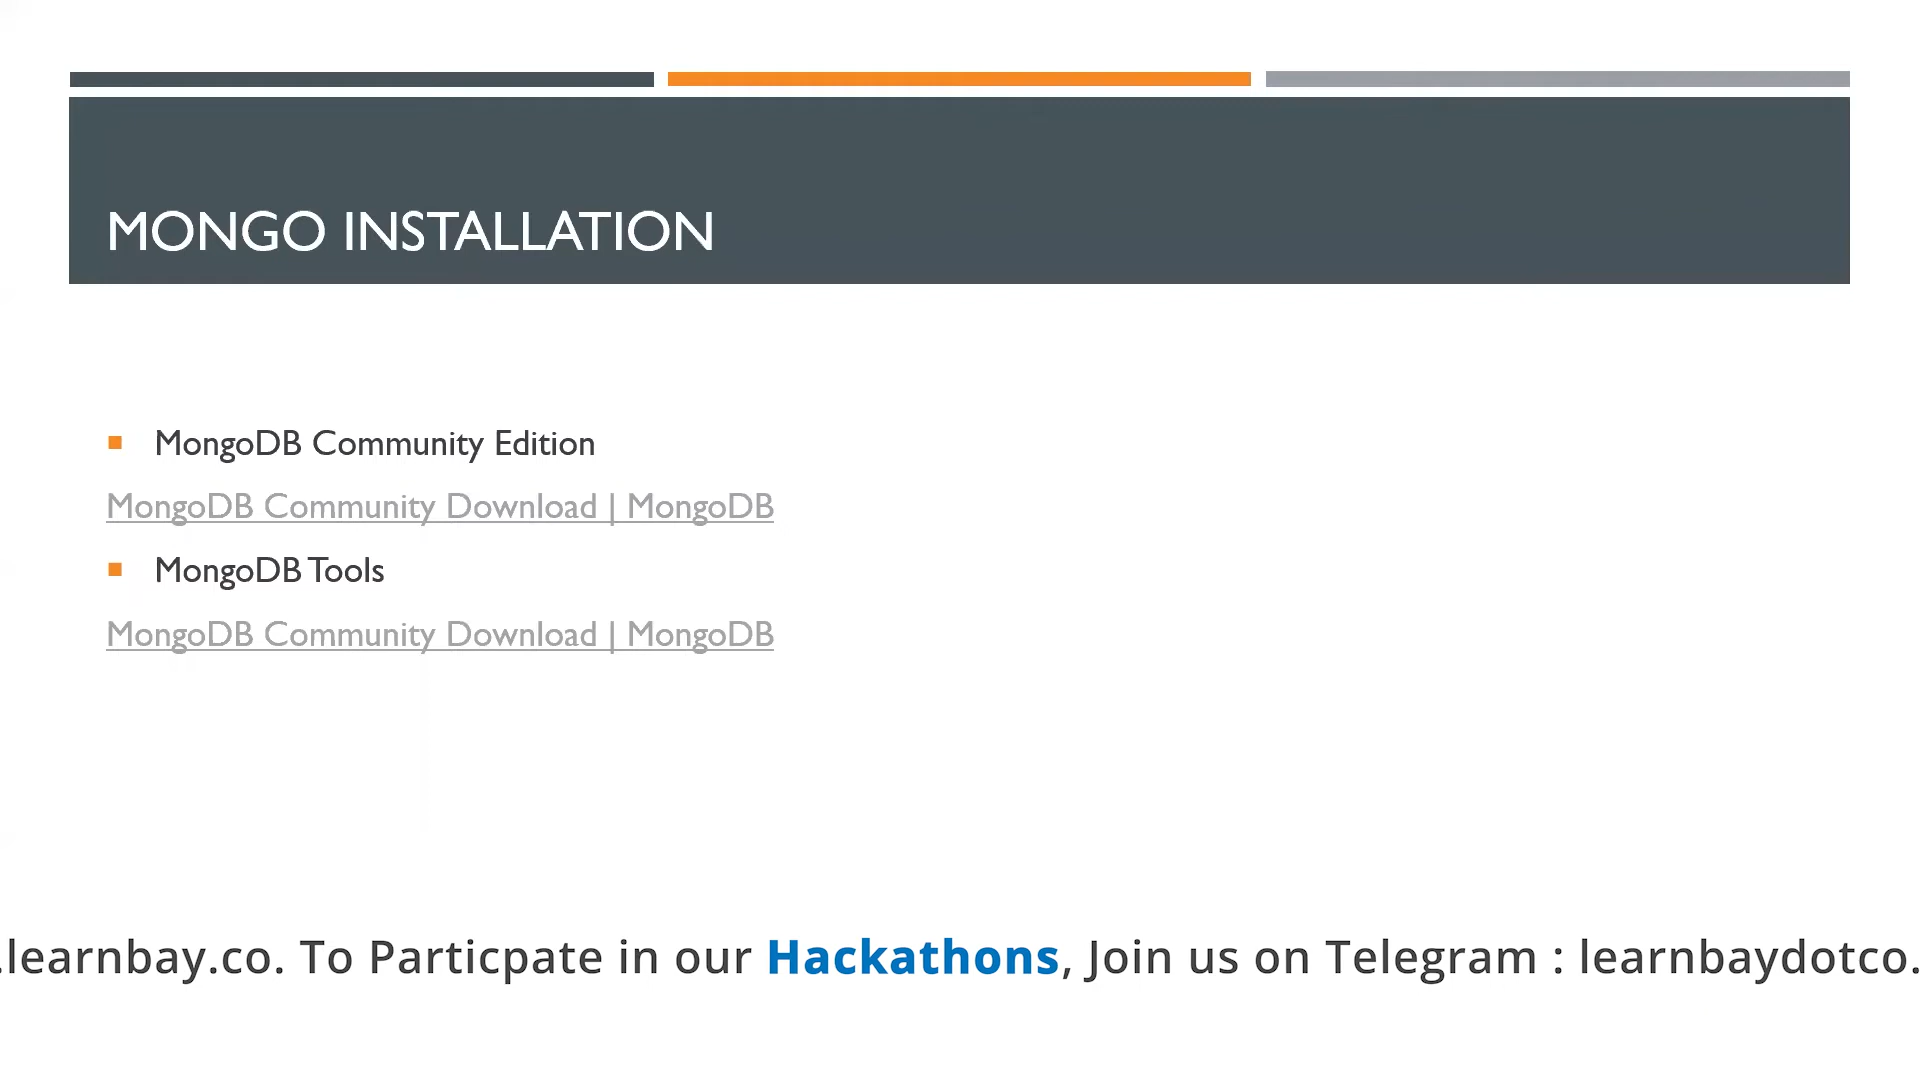 MONGO INSTALLATION
MongoDB Community Edition
MongoDB Community Download | MongoDB
MongoDB Tools
MongoDB Community Download | MongoDB
.learnbay.co. To Particpate in our Hackathons, Join us on Telegram : learnbaydotco.